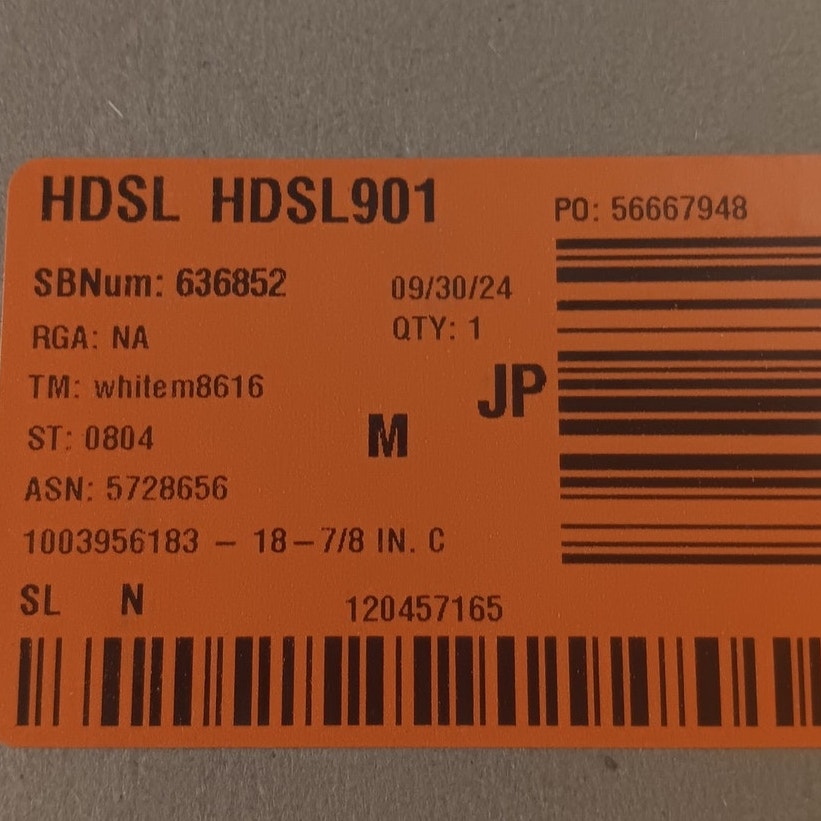 HDSL HDSL901
PO: 56667948
SBNum: 636852
09/30/24
RGA: NA
QTY: 1
TM: whitem8616
JP
ST: 0804
M
ASN: 5728656
1003956183 – 18–7/8 IN. C
SL N
120457165